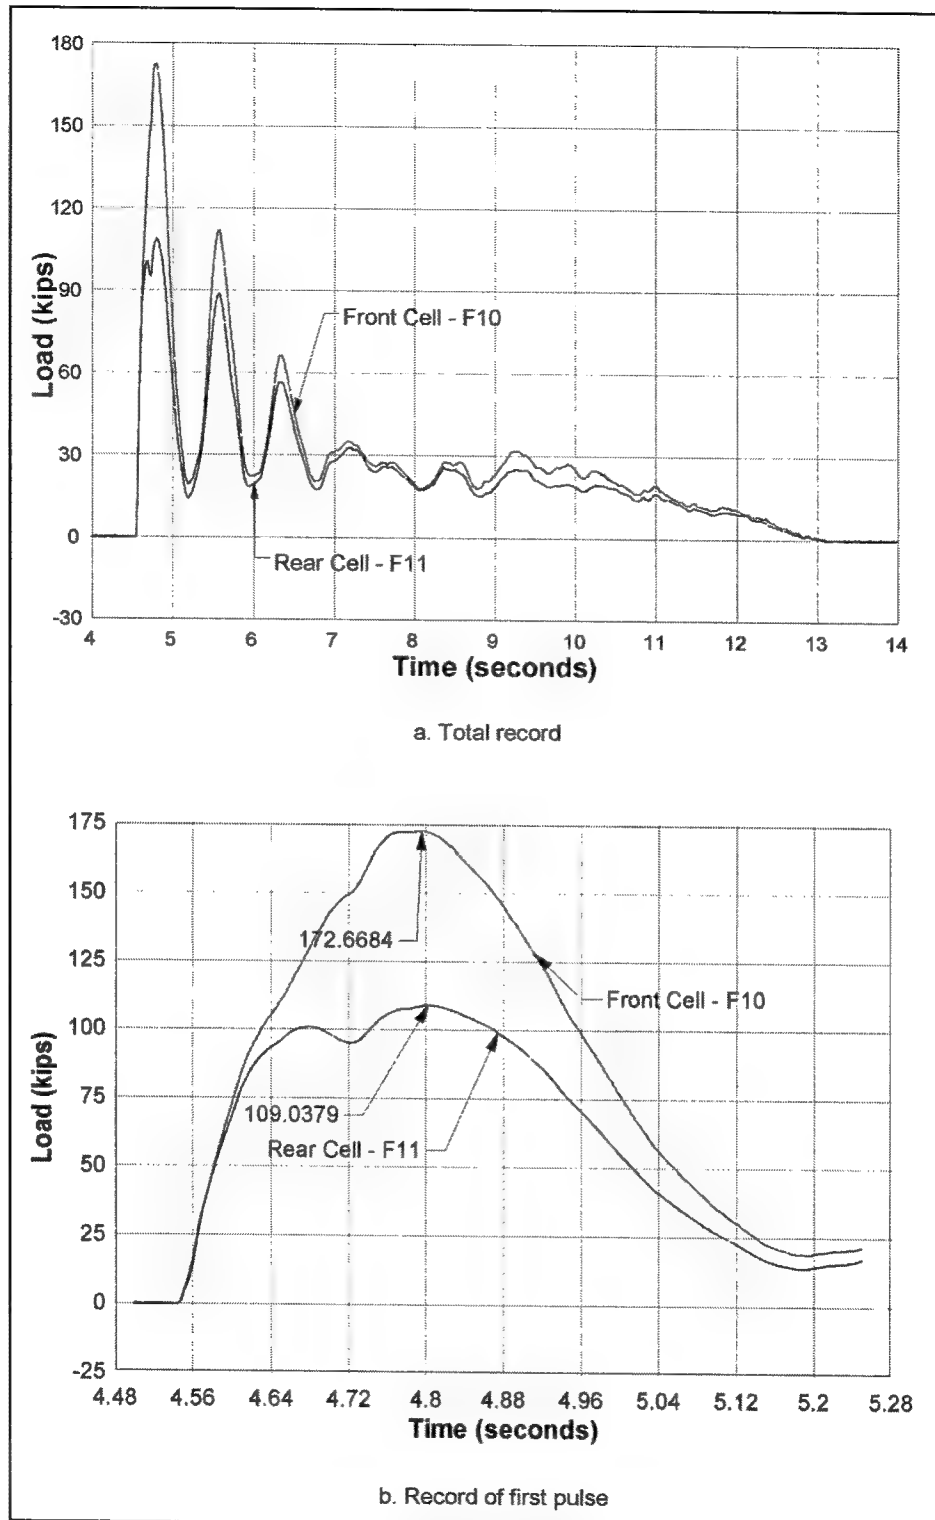 180
150
120
90
60
30
0
-30
Load (kips)
Front Cell - F10
Rear Cell - F11
4 5 6 7 8 9 10 11 12 13 14
Time (seconds)
a. Total record
175
150
125
100
75
50
25
0
-25
Load (kips)
172.6684
Front Cell - F10
109.0379
Rear Cell - F11
4.48 4.56 4.64 4.72 4.8 4.88 4.96 5.04 5.12 5.2 5.28
Time (seconds)
b. Record of first pulse